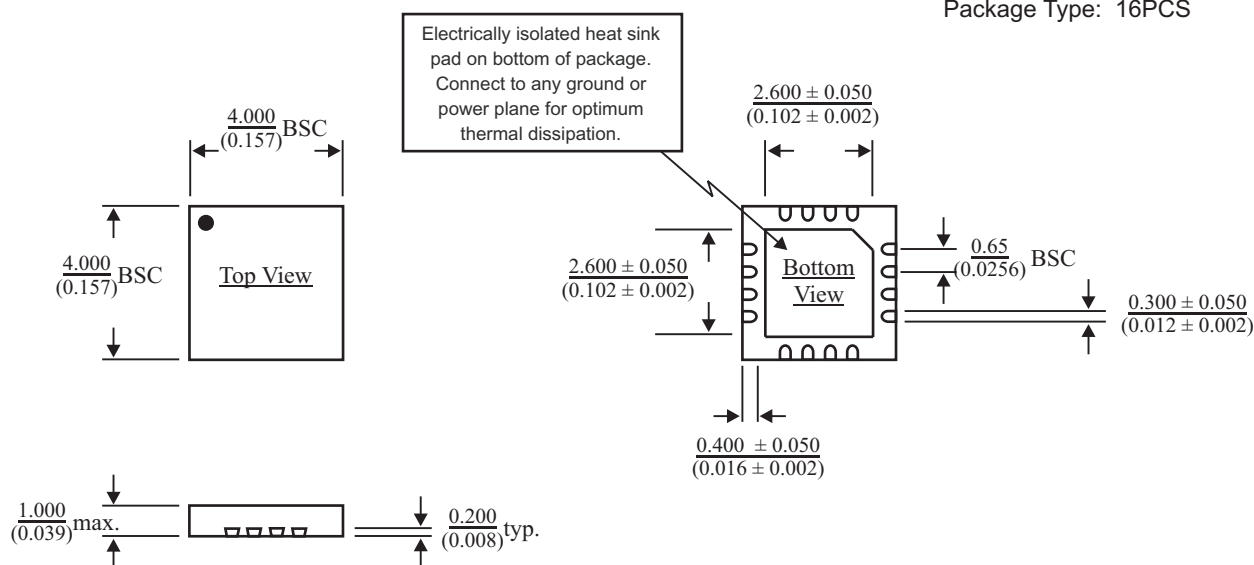 Package Type: 16PCS
Electrically isolated heat sink
pad on bottom of package.
Connect to any ground or
power plane for optimum
thermal dissipation.
4.000
(0.157) BSC
2.600 ± 0.050
(0.102 ± 0.002)
4.000
(0.157) BSC
Top View
2.600 ± 0.050
(0.102 ± 0.002)
Bottom
View
0.65
(0.0256) BSC
0.300 ± 0.050
(0.012 ± 0.002)
0.400 ± 0.050
(0.016 ± 0.002)
1.000
(0.039) max.
0.200
(0.008) typ.